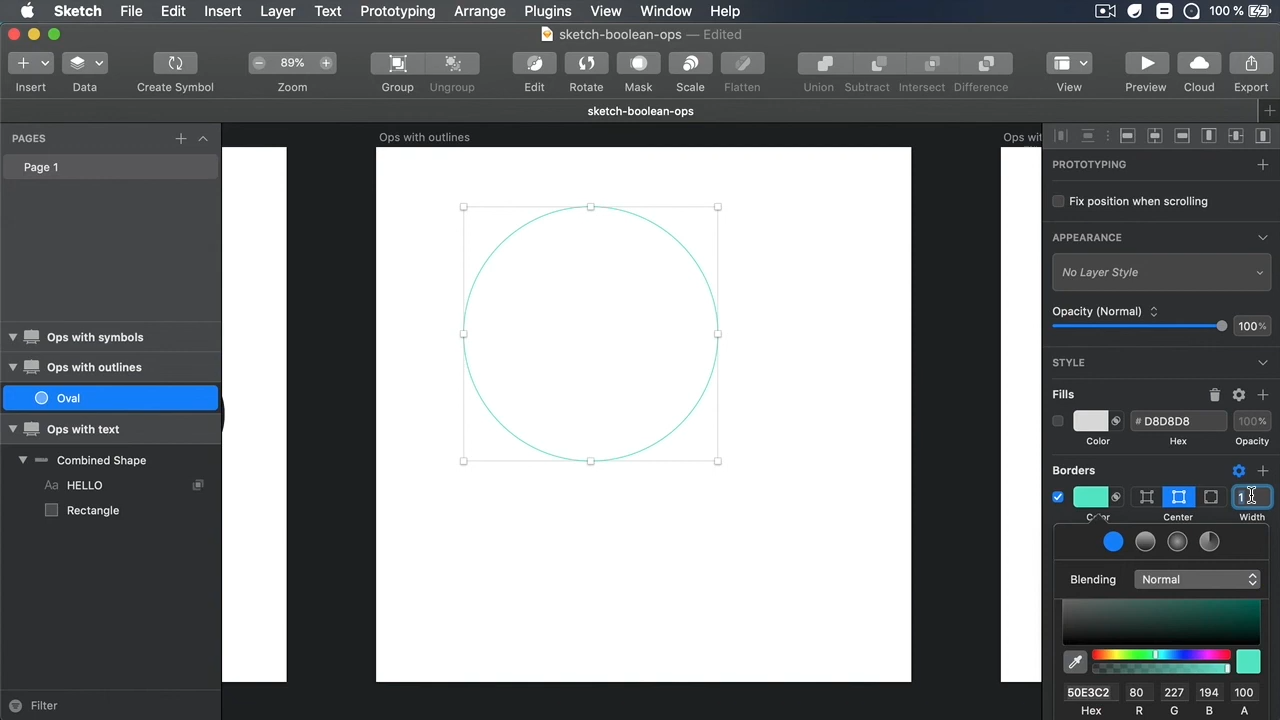 Sketch File Edit Insert Layer Text Prototyping Arrange Plugins View Window Help 100 %
sketch-boolean-ops — Edited
89%
Insert Data Create Symbol Zoom Group Ungroup Edit Rotate Mask Scale Flatten Union Subtract Intersect Difference View Preview Cloud Export
sketch-boolean-ops
PAGES
Page 1
Ops with symbols
Ops with outlines
Oval
Ops with text
Combined Shape
Aa HELLO
Rectangle
Filter
Ops with outlines
Ops wit
PROTOTYPING
Fix position when scrolling
APPEARANCE
No Layer Style
Opacity (Normal)
100%
STYLE
Fills
# D8D8D8 100%
Color Hex Opacity
Borders
1
Color Center Width
Blending Normal
50E3C2 80 227 194 100
Hex R G B A